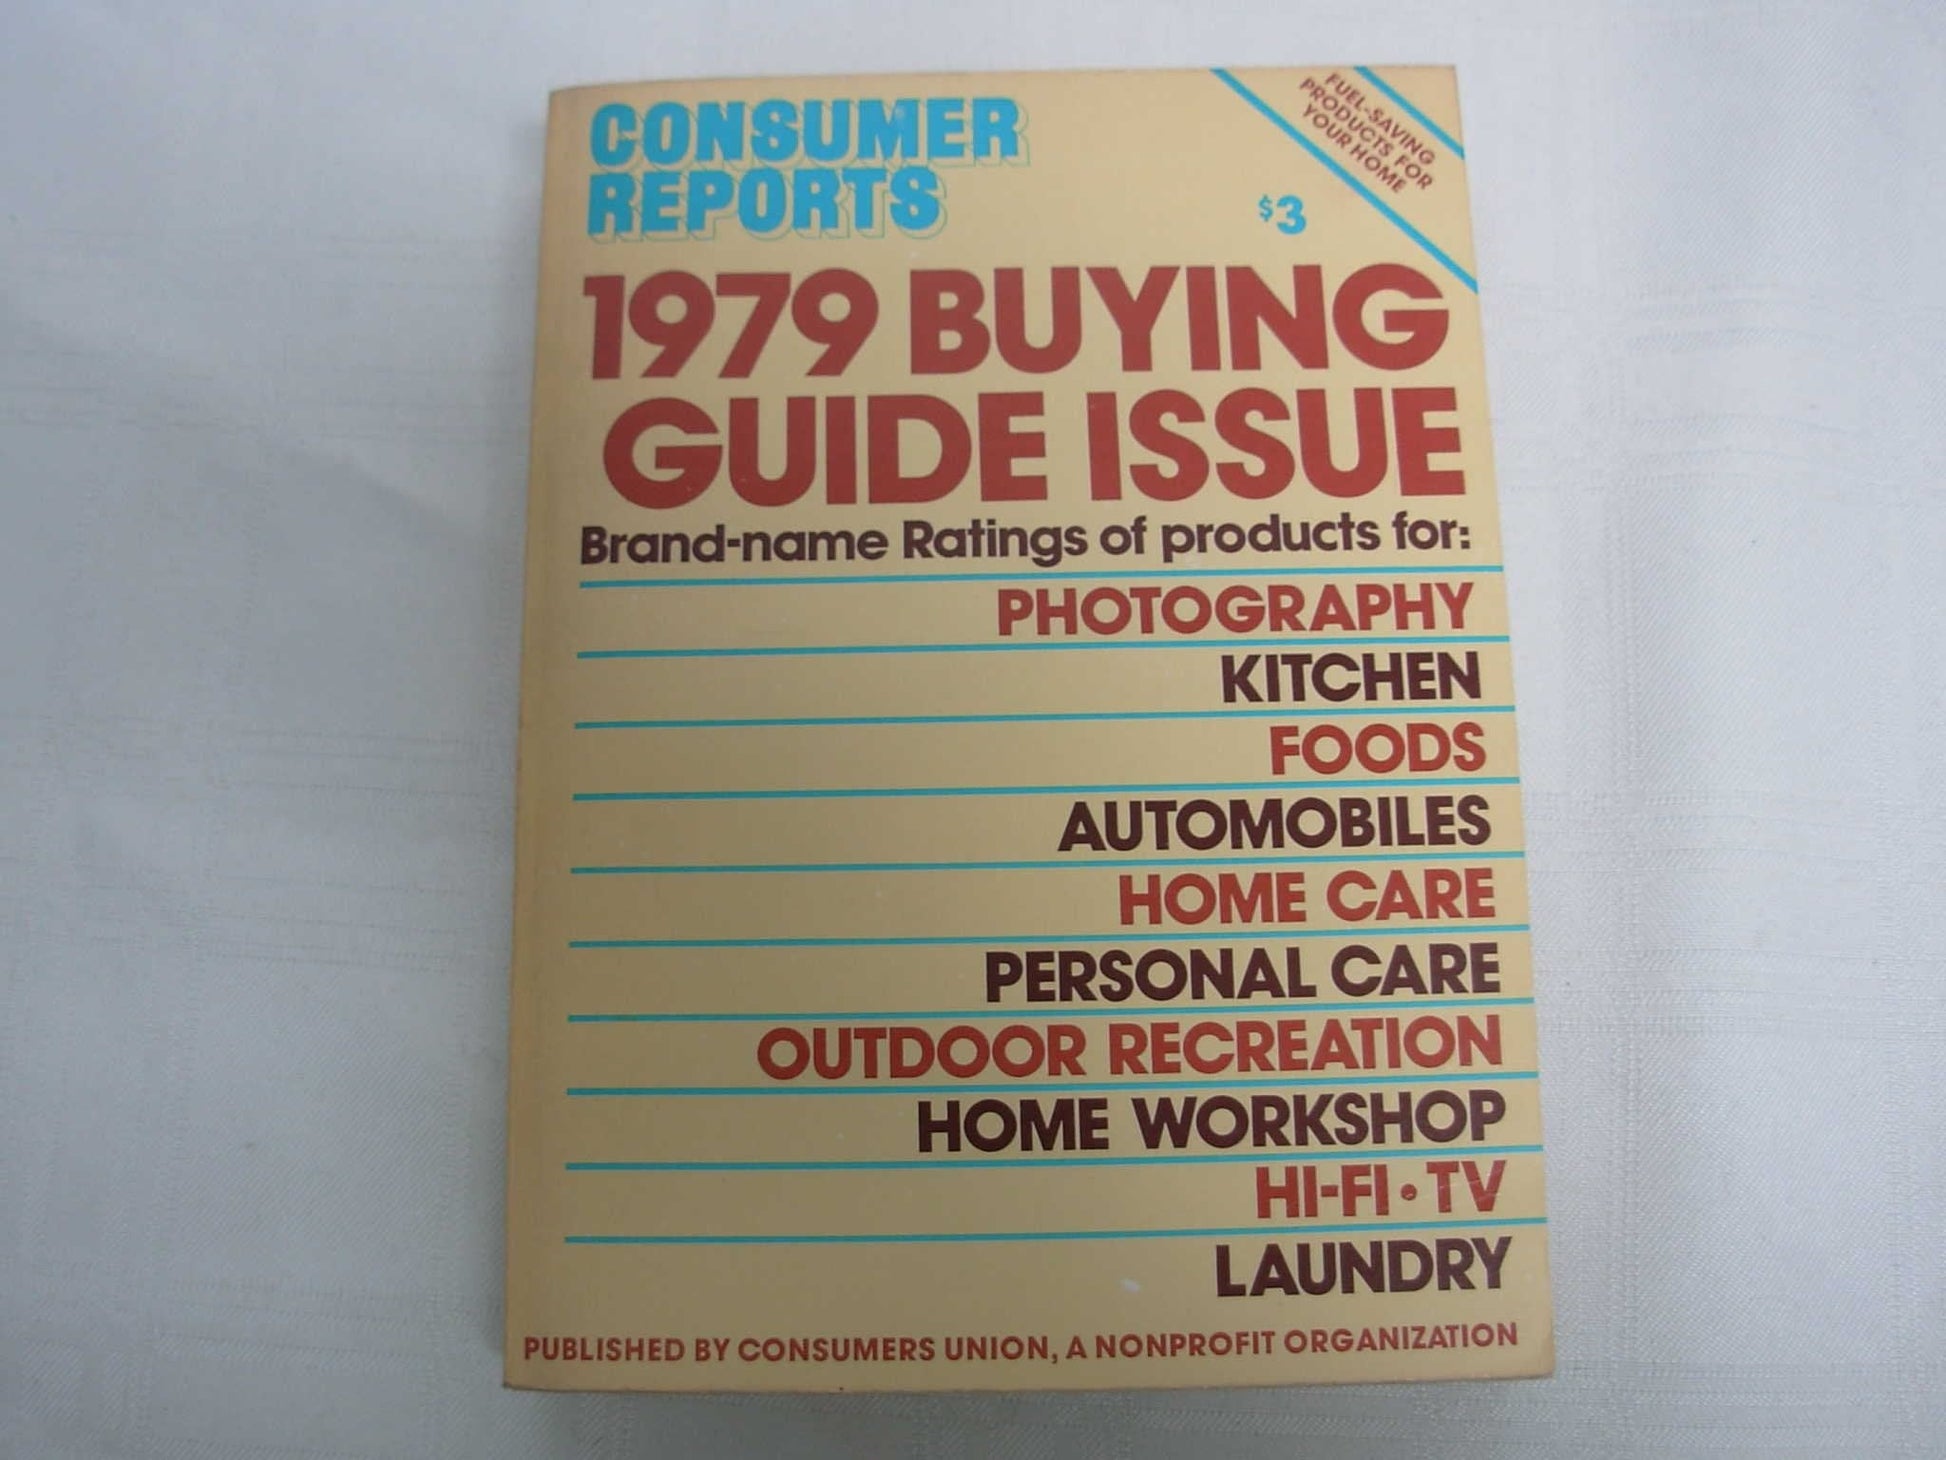 CONSUMER
REPORTS
FUEL-SAVING
PRODUCTS FOR
YOUR HOME
$3
1979 BUYING
GUIDE ISSUE
Brand-name Ratings of products for:
PHOTOGRAPHY
KITCHEN
FOODS
AUTOMOBILES
HOME CARE
PERSONAL CARE
OUTDOOR RECREATION
HOME WORKSHOP
HI-FI • TV
LAUNDRY
PUBLISHED BY CONSUMERS UNION, A NONPROFIT ORGANIZATION